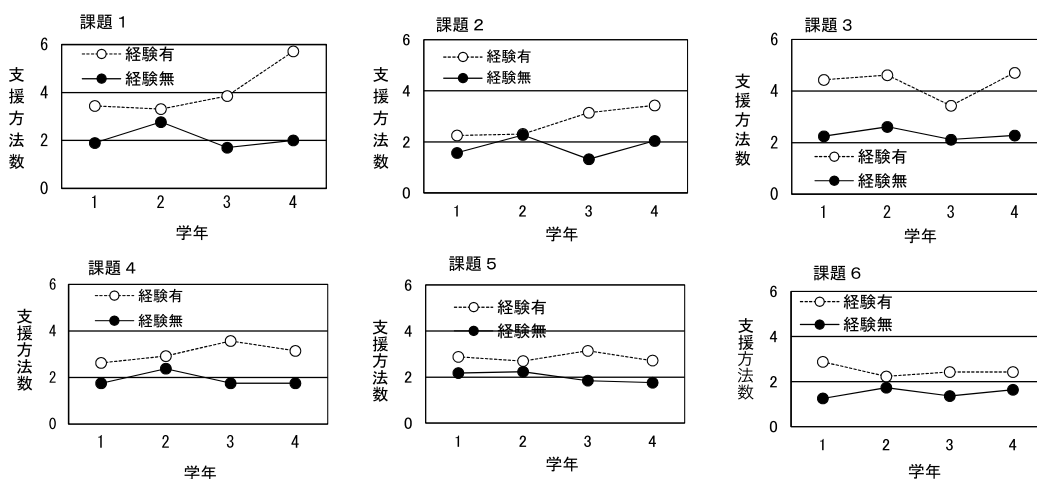 課題１
支援方法数
6
4
2
0
経験有
経験無
1 2 3 4
学年
課題２
支援方法数
6
4
2
0
経験有
経験無
1 2 3 4
学年
課題３
支援方法数
6
4
2
0
経験有
経験無
1 2 3 4
学年
課題４
支援方法数
6
4
2
0
経験有
経験無
1 2 3 4
学年
課題５
支援方法数
6
4
2
0
経験有
経験無
1 2 3 4
学年
課題６
支援方法数
6
4
2
0
経験有
経験無
1 2 3 4
学年